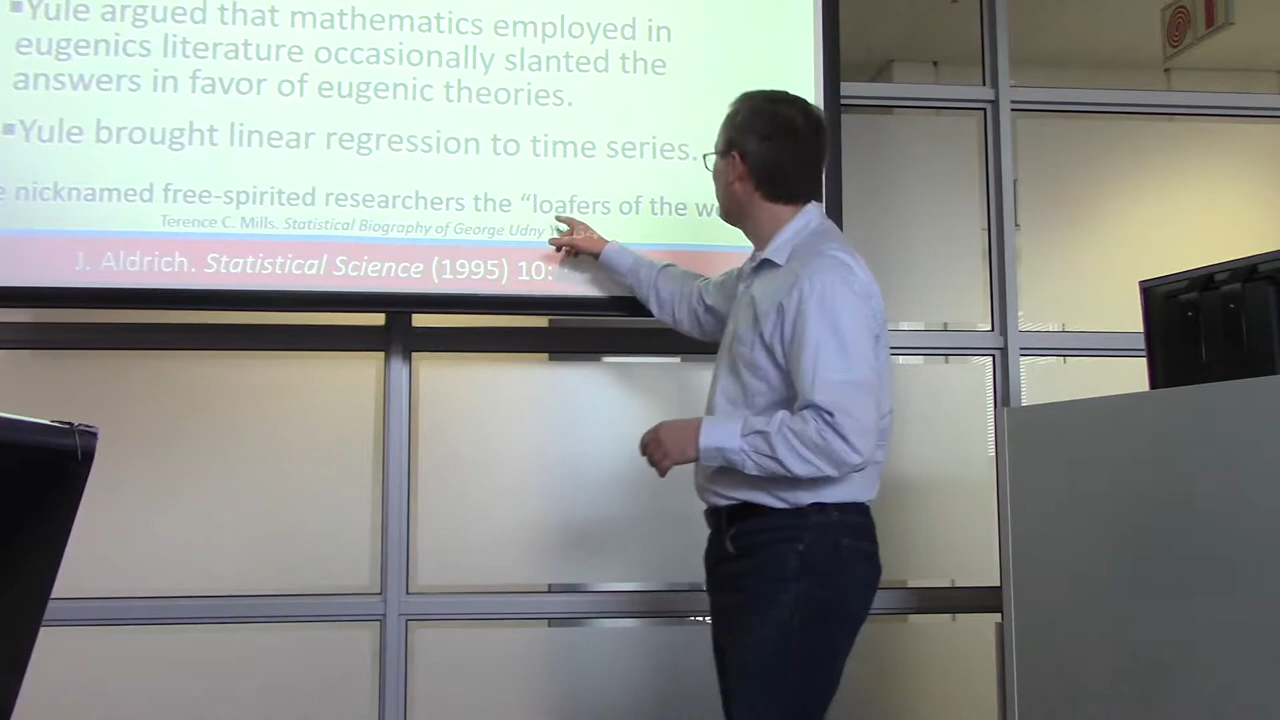 ▪Yule argued that mathematics employed in
eugenics literature occasionally slanted the
answers in favor of eugenic theories.
▪Yule brought linear regression to time series.
nicknamed free-spirited researchers the “loafers of the
Terence C. Mills. Statistical Biography of George Udny
J. Aldrich. Statistical Science (1995) 10: